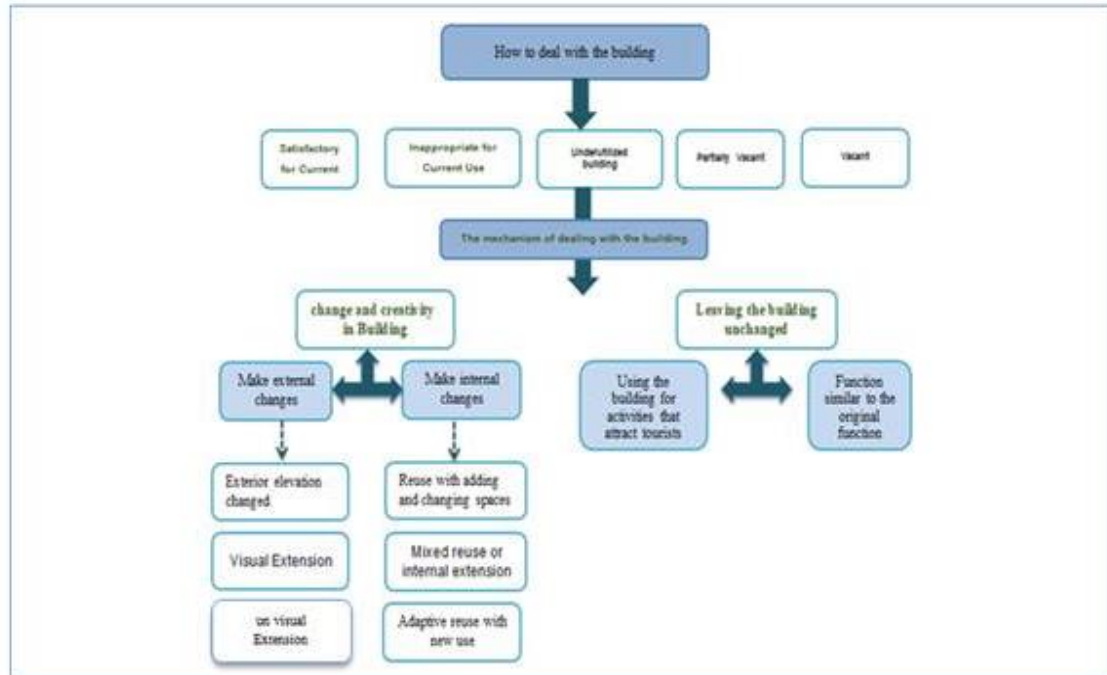 How to deal with the building
Satisfactory
for Current
Inappropriate for
Current Use
Underutilized
building
Partially Vacant
Vacant
The mechanism of dealing with the building
change and creativity
in Building
Leaving the building
unchanged
Make external
changes
Make internal
changes
Using the
building for
activities that
attract tourists
Function
similar to the
original
function
Exterior elevation
changed
Reuse with adding
and changing spaces
Visual Extension
Mixed reuse or
internal extension
un visual
Extension
Adaptive reuse with
new use